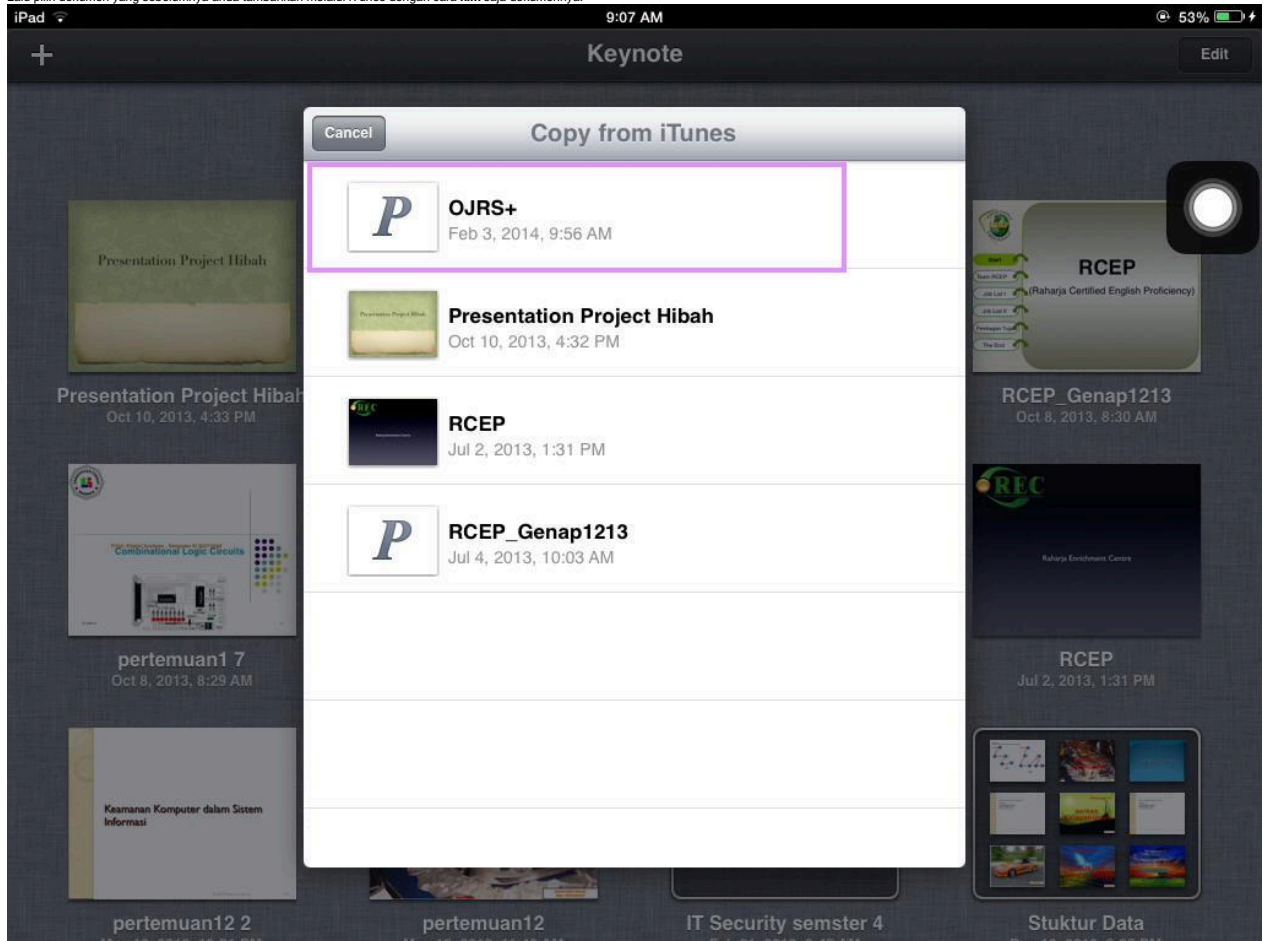 iPad 9:07 AM 53%
Keynote
Edit
Cancel
Copy from iTunes
P
OJRS+
Feb 3, 2014, 9:56 AM
Presentation Project Hibah
Oct 10, 2013, 4:32 PM
RCEP
Jul 2, 2013, 1:31 PM
P
RCEP_Genap1213
Jul 4, 2013, 10:03 AM
Presentation Project Hibah
Presentation Project Hibah
Oct 10, 2013, 4:33 PM
RCEP
(Raharja Certified English Proficiency)
Start
The End
RCEP_Genap1213
Oct 8, 2013, 8:30 AM
Combinational Logic Circuits
pertemuan1 7
Oct 8, 2013, 8:29 AM
REC
Raharja Enrichment Centre
RCEP
Jul 2, 2013, 1:31 PM
Keamanan Komputer dalam Sistem
Informasi
pertemuan12 2
pertemuan12
IT Security semster 4
Stuktur Data